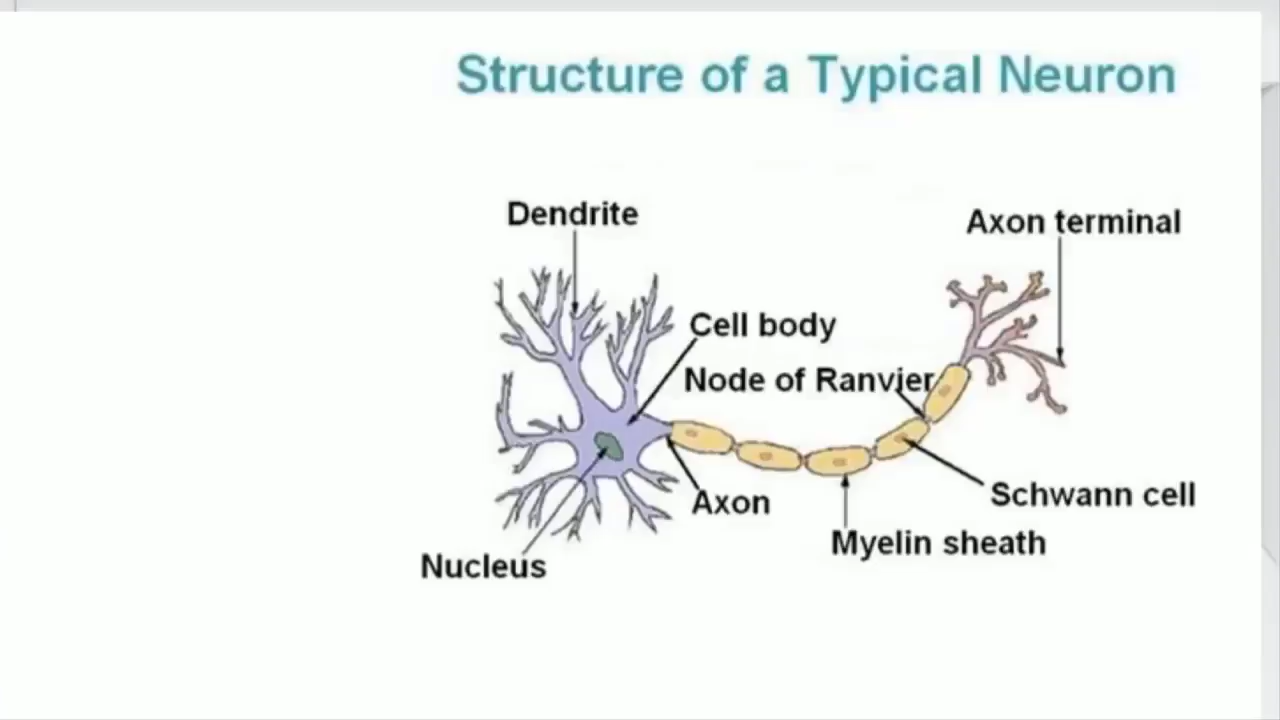 Structure of a Typical Neuron
Dendrite
Axon terminal
Cell body
Node of Ranvier
Axon
Schwann cell
Myelin sheath
Nucleus